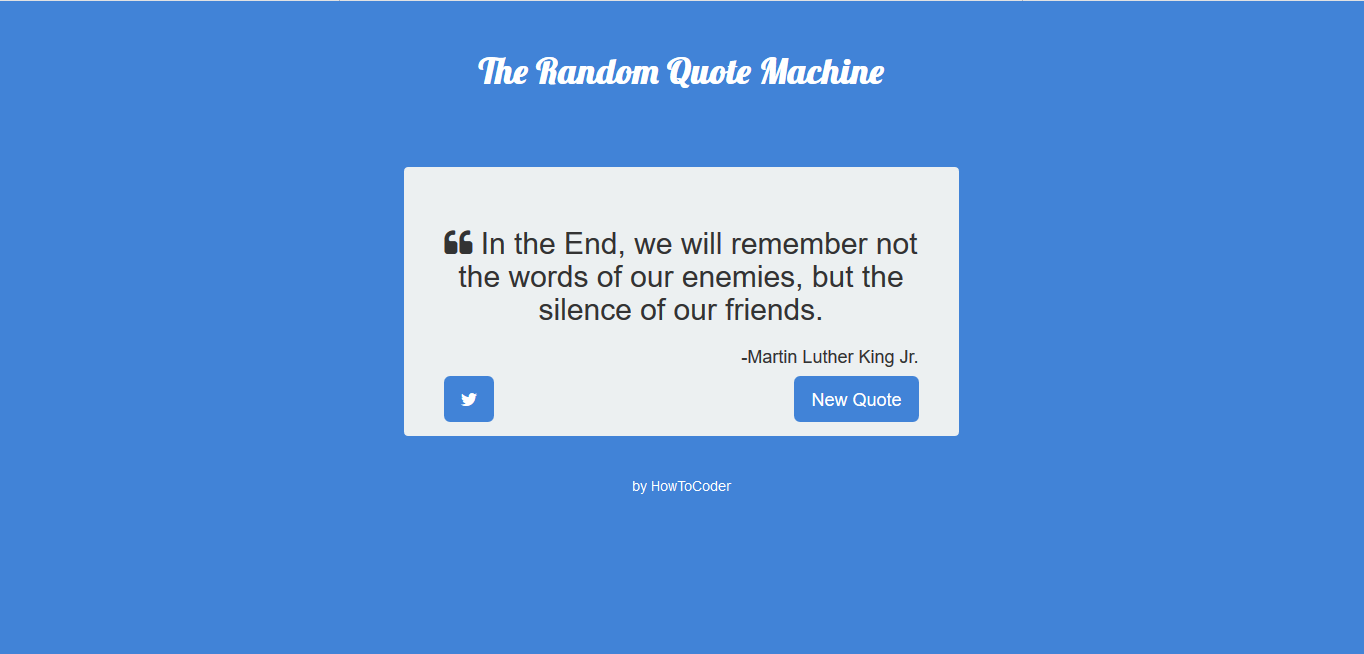 The Random Quote Machine
“ In the End, we will remember not
the words of our enemies, but the
silence of our friends.
-Martin Luther King Jr.
New Quote
by HowToCoder